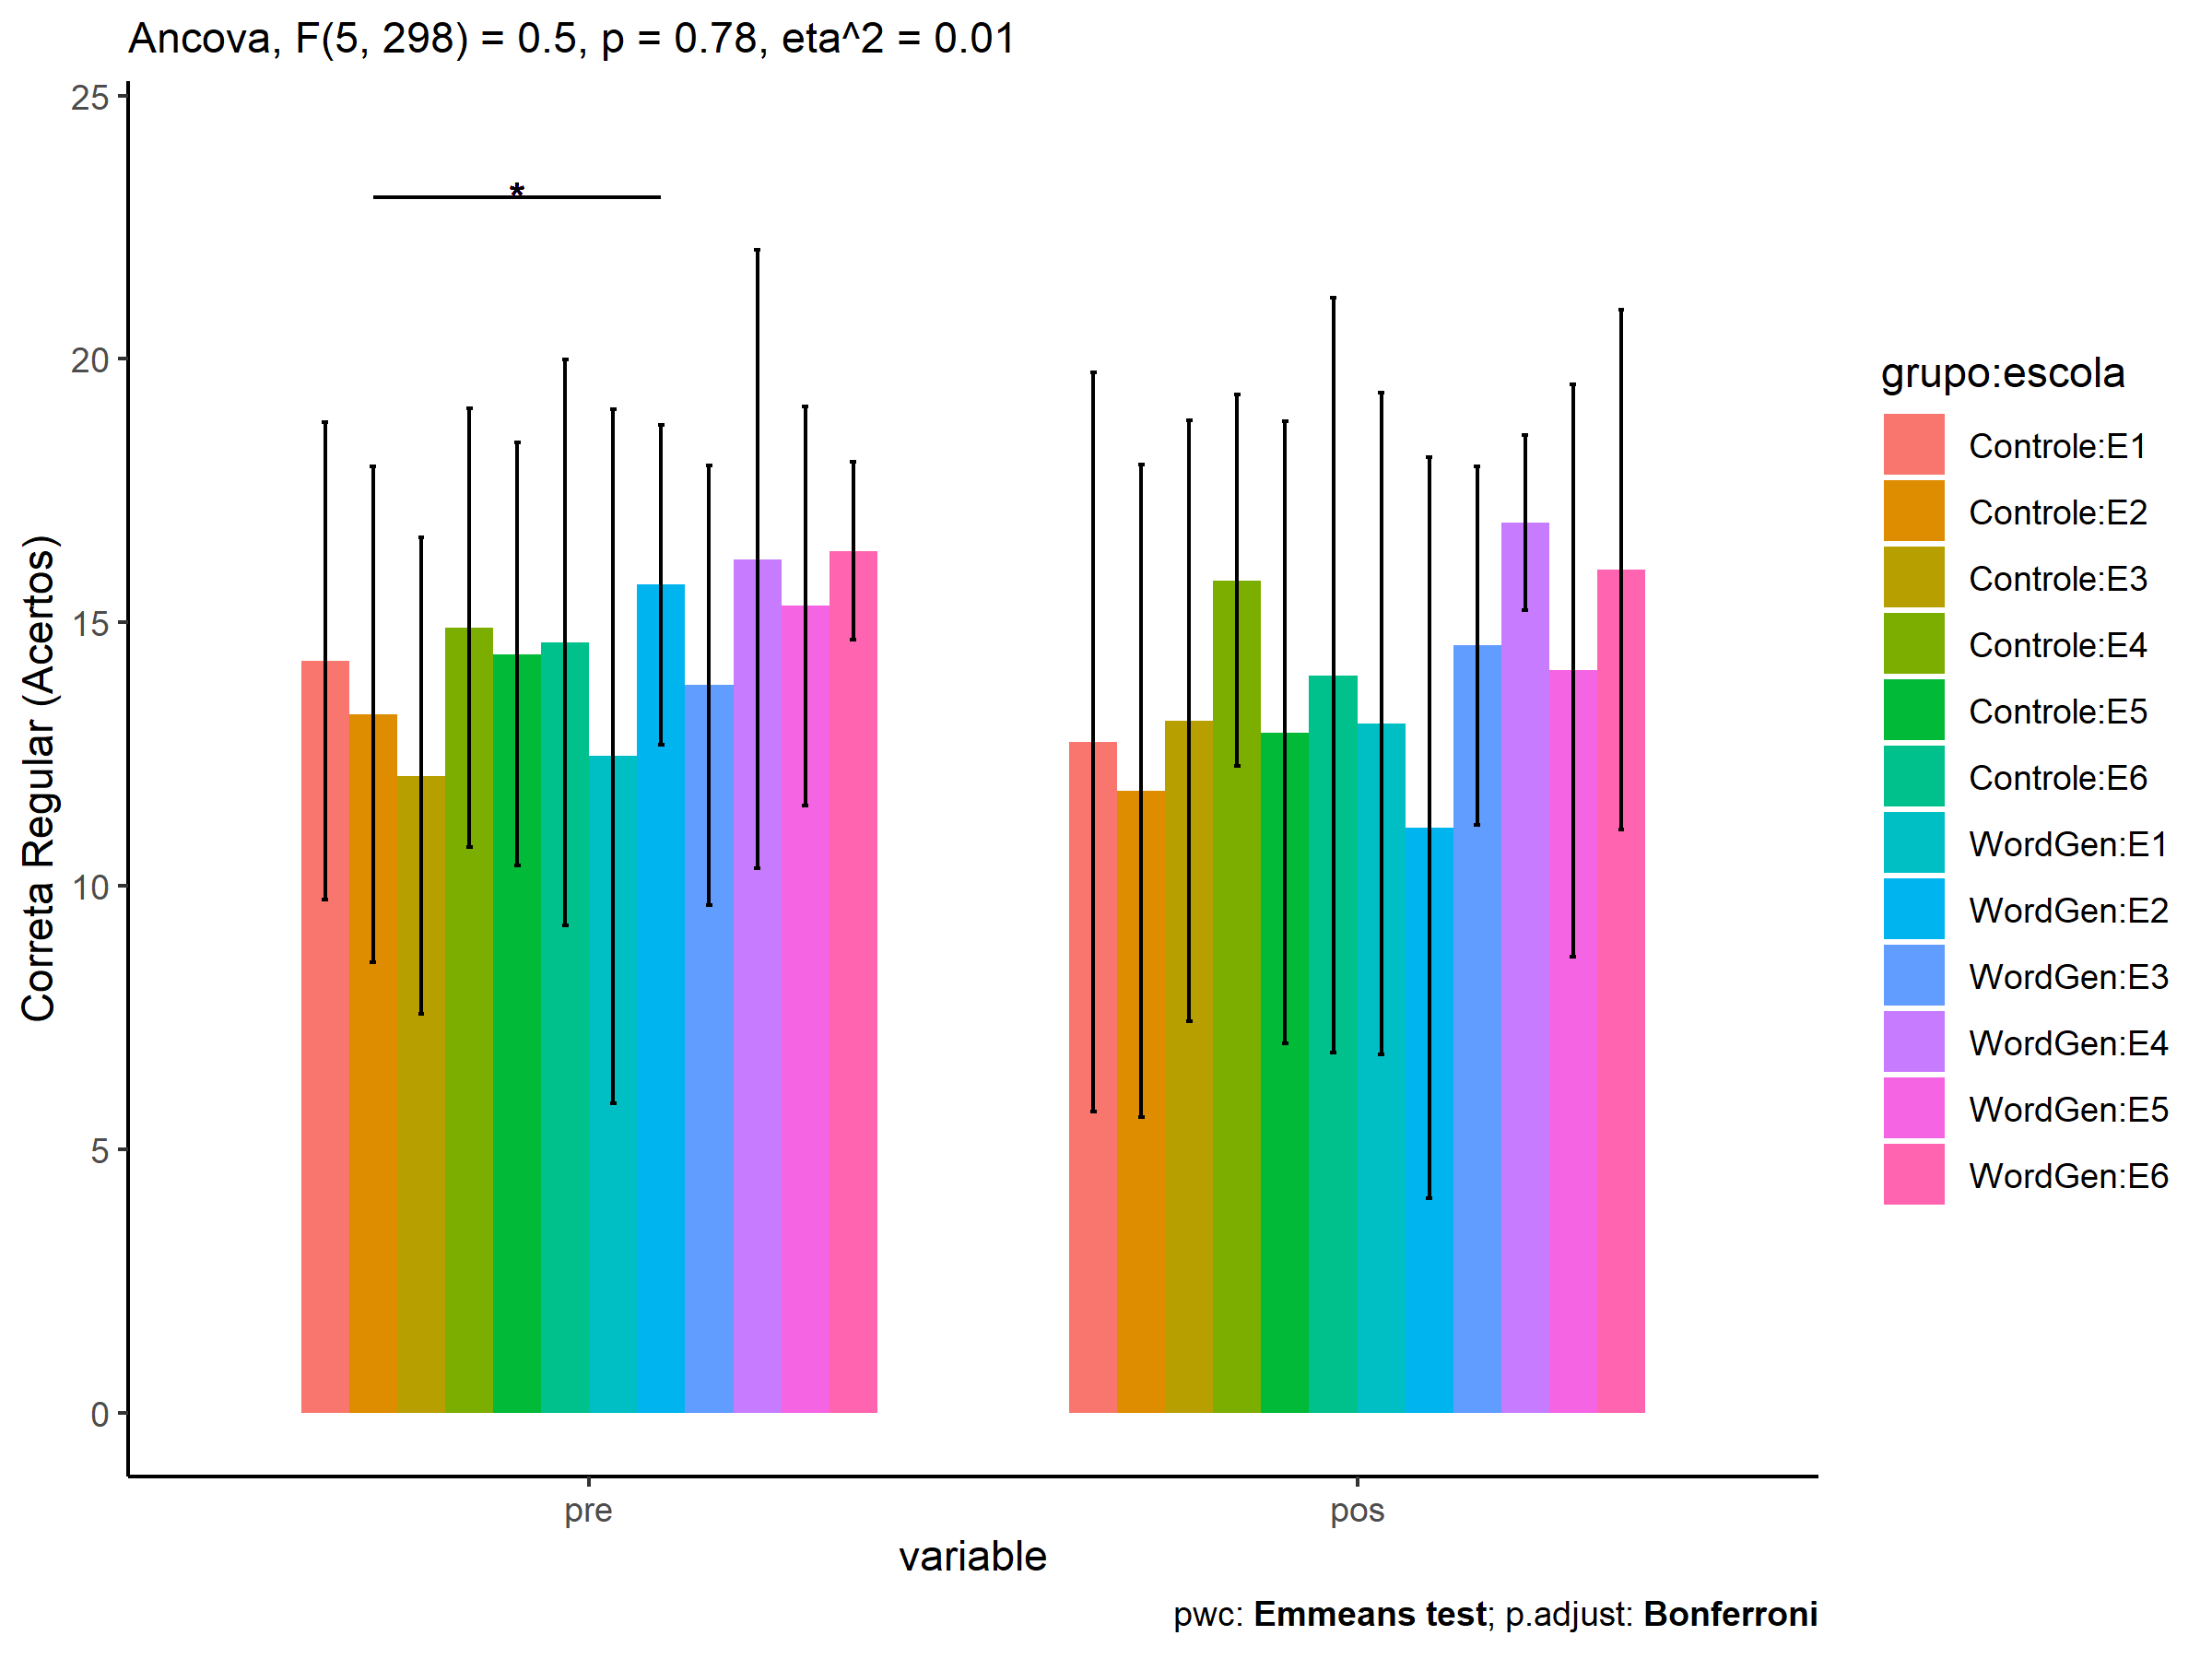 Ancova, F(5, 298) = 0.5, p = 0.78, eta^2 = 0.01
25
20
15
10
5
0
Correta Regular (Acertos)
*
pre
pos
variable
grupo:escola
Controle:E1
Controle:E2
Controle:E3
Controle:E4
Controle:E5
Controle:E6
WordGen:E1
WordGen:E2
WordGen:E3
WordGen:E4
WordGen:E5
WordGen:E6
pwc: Emmeans test; p.adjust: Bonferroni